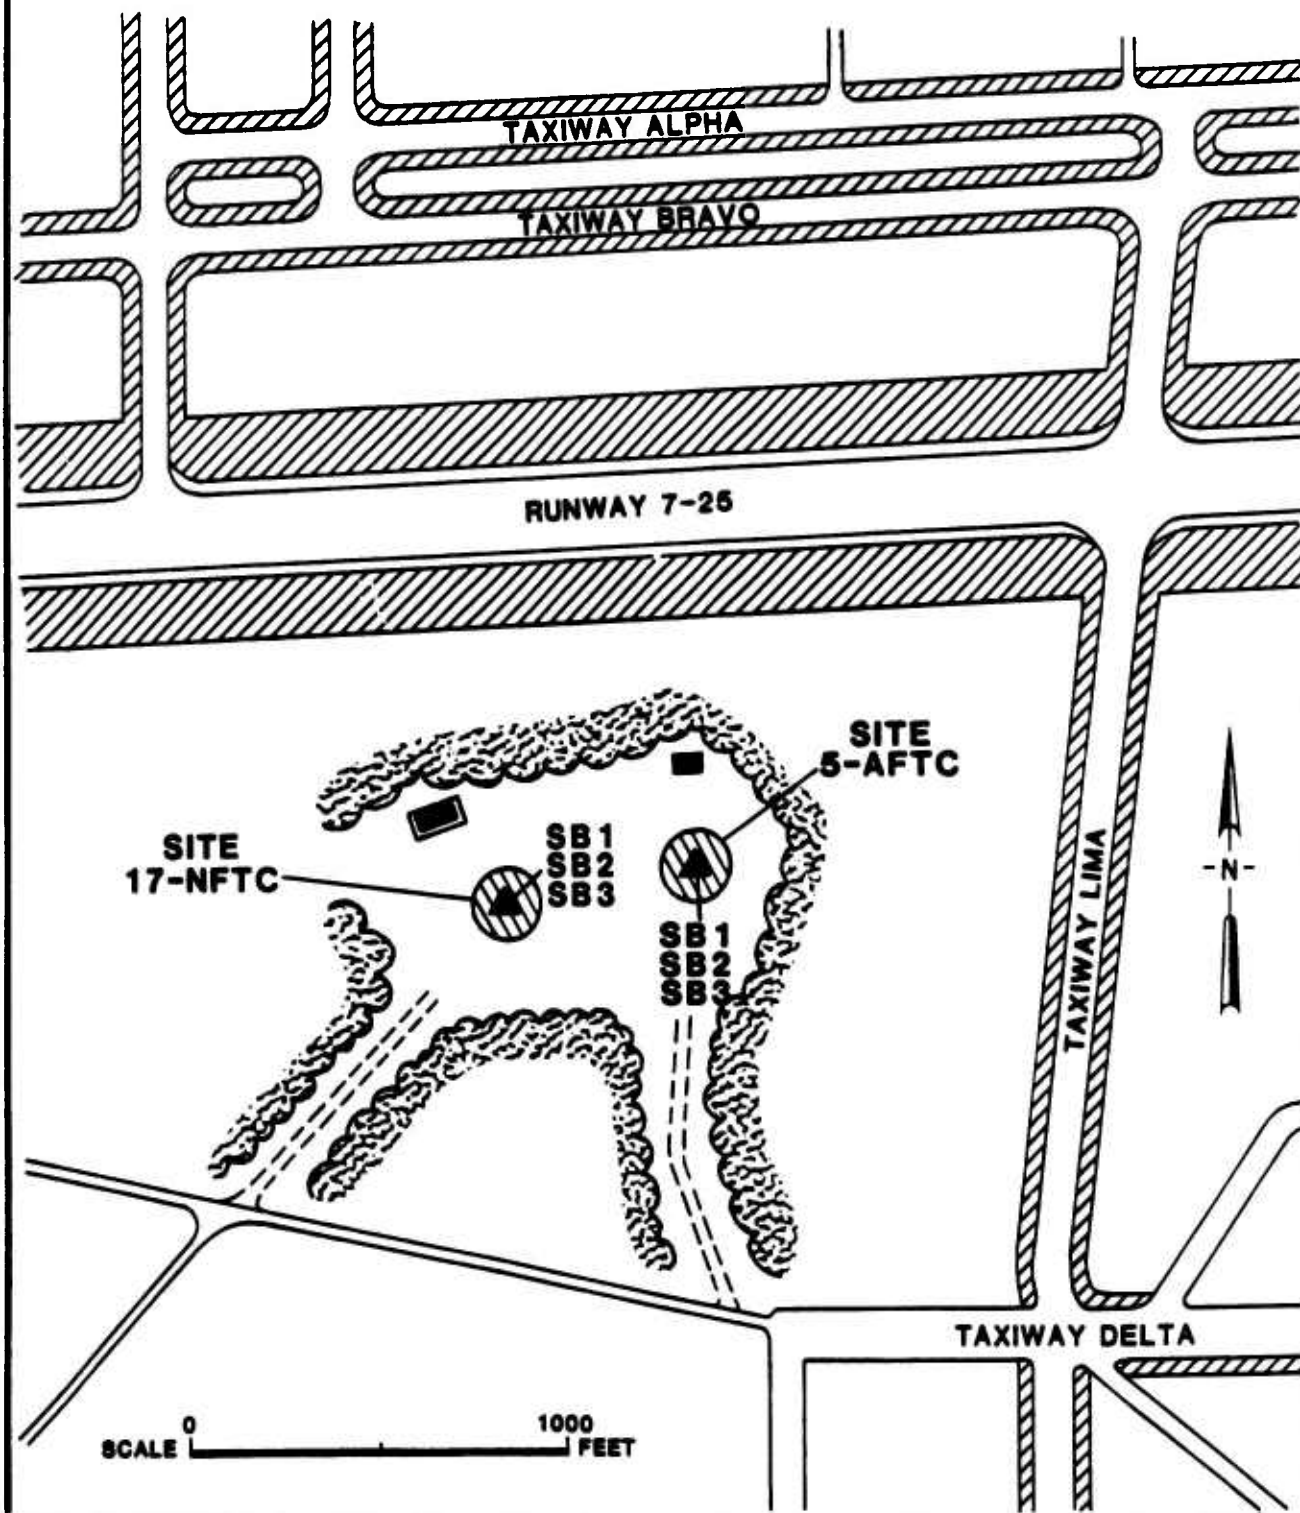 TAXIWAY ALPHA
TAXIWAY BRAVO
RUNWAY 7-25
SITE
5-AFTC
SITE
17-NFTC
SB1
SB2
SB3
SB1
SB2
SB3
TAXIWAY LIMA
-N-
TAXIWAY DELTA
0 1000
SCALE FEET